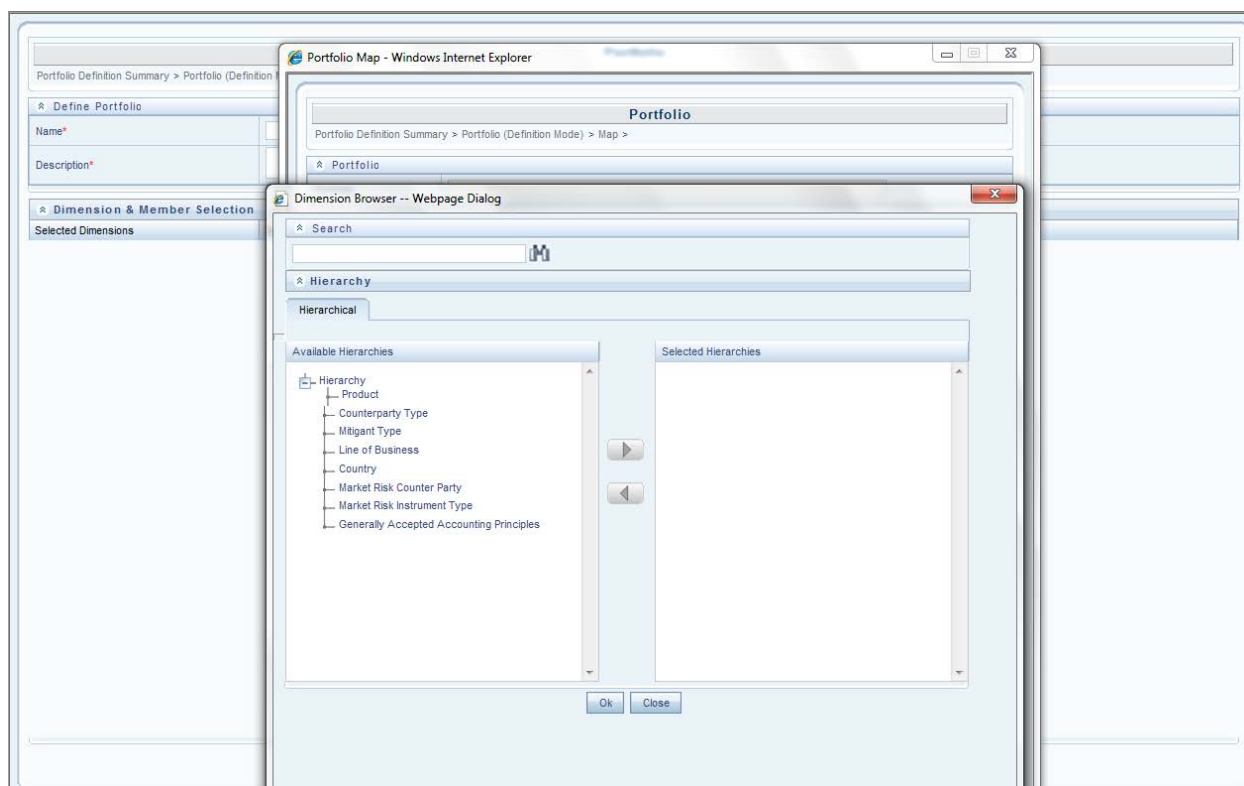 Portfolio
Portfolio Definition Summary > Portfolio (Definition M
Define Portfolio
Name*
Description*
Dimension & Member Selection
Selected Dimensions
Portfolio Map - Windows Internet Explorer
Portfolio
Portfolio Definition Summary > Portfolio (Definition Mode) > Map >
Portfolio
Dimension Browser -- Webpage Dialog
Search
Hierarchy
Hierarchical
Available Hierarchies
Selected Hierarchies
Hierarchy
Product
Counterparty Type
Mitigant Type
Line of Business
Country
Market Risk Counter Party
Market Risk Instrument Type
Generally Accepted Accounting Principles
Ok
Close